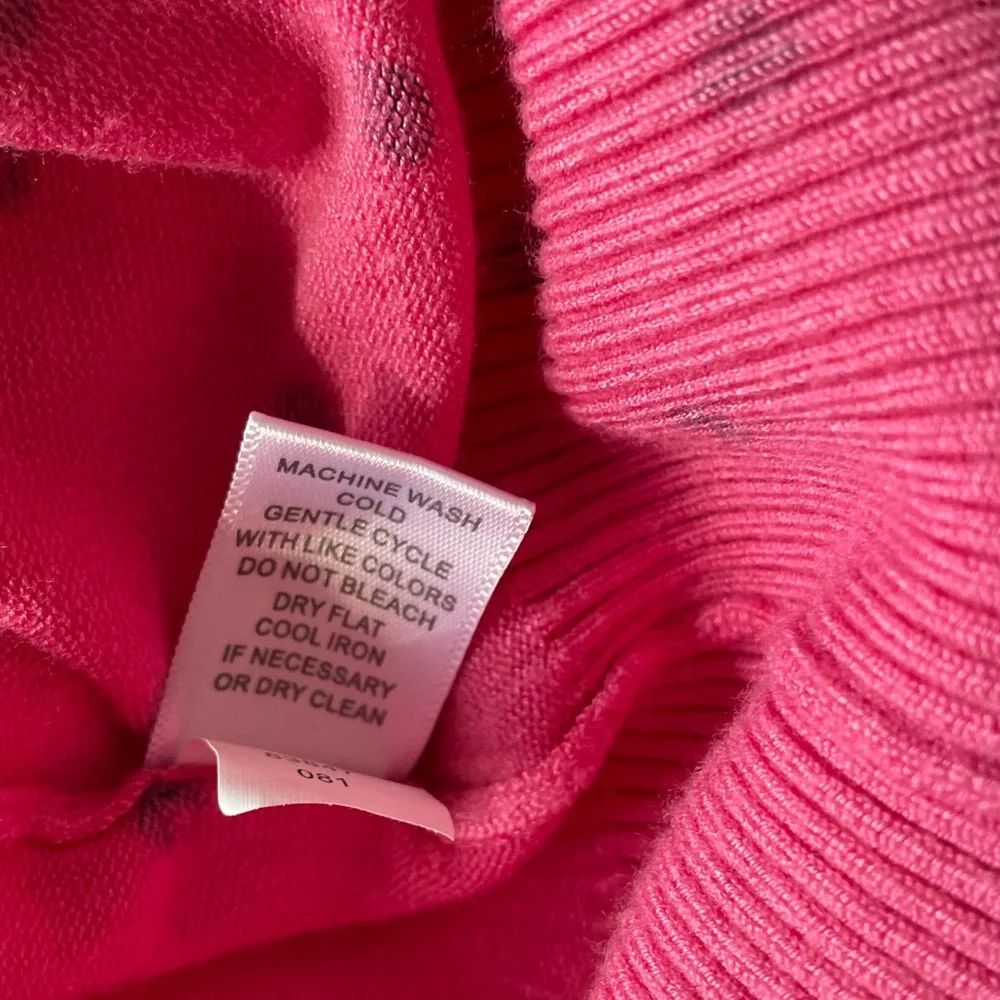 MACHINE WASH
COLD
GENTLE CYCLE
WITH LIKE COLORS
DO NOT BLEACH
DRY FLAT
COOL IRON
IF NECESSARY
OR DRY CLEAN
081